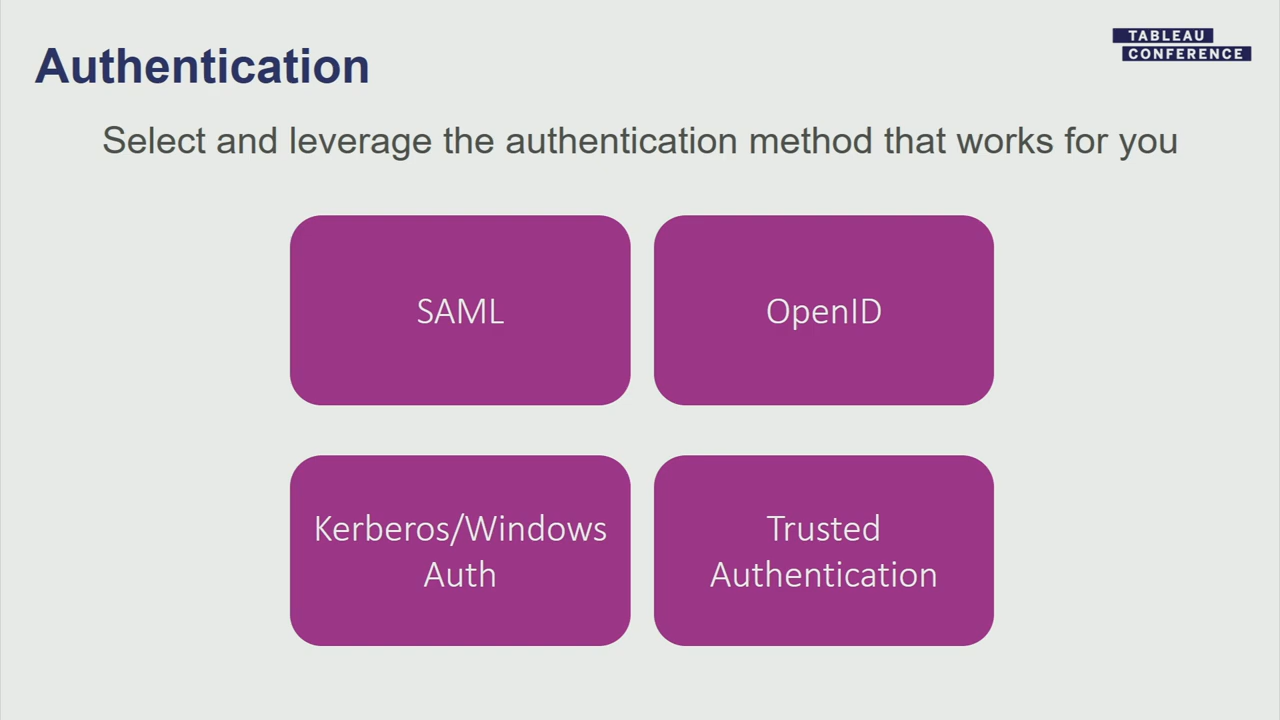 Authentication
TABLEAU
CONFERENCE
Select and leverage the authentication method that works for you
SAML
OpenID
Kerberos/Windows
Auth
Trusted
Authentication